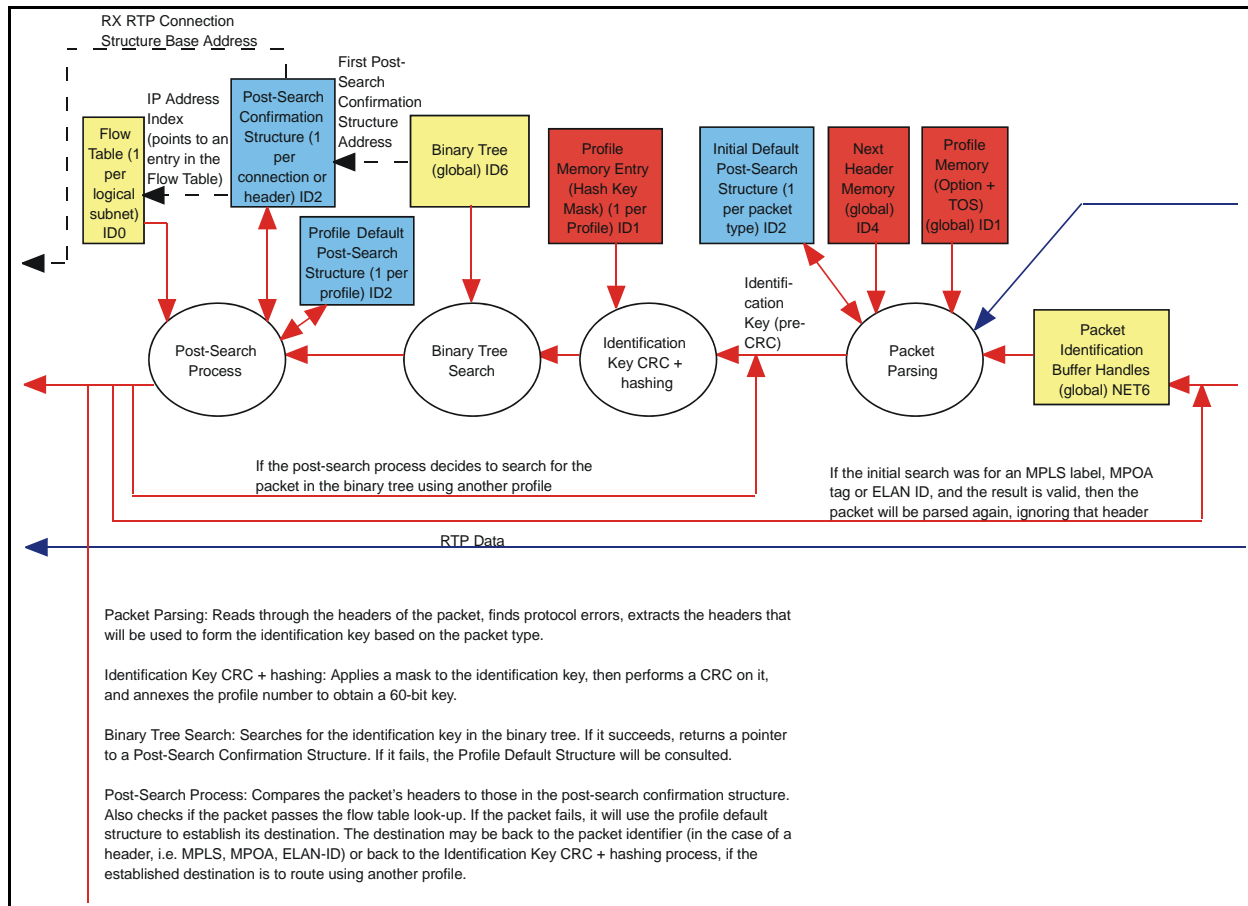 RX RTP Connection
Structure Base Address
First Post-
Search
Confirmation
Structure
Address
IP Address
Index
(points to an
entry in the
Flow Table)
Post-Search
Confirmation
Structure (1
per
connection or
header) ID2
Flow
Table (1
per
logical
subnet)
ID0
Binary Tree
(global) ID6
Profile
Memory Entry
(Hash Key
Mask) (1 per
Profile) ID1
Initial Default
Post-Search
Structure (1
per packet
type) ID2
Next
Header
Memory
(global)
ID4
Profile
Memory
(Option +
TOS)
(global) ID1
Profile Default
Post-Search
Structure (1 per
profile) ID2
Identifi-
cation
Key (pre-
CRC)
Post-Search
Process
Binary Tree
Search
Identification
Key CRC +
hashing
Packet
Parsing
Packet
Identification
Buffer Handles
(global) NET6
If the post-search process decides to search for the
packet in the binary tree using another profile
If the initial search was for an MPLS label, MPOA
tag or ELAN ID, and the result is valid, then the
packet will be parsed again, ignoring that header
RTP Data
Packet Parsing: Reads through the headers of the packet, finds protocol errors, extracts the headers that
will be used to form the identification key based on the packet type.
Identification Key CRC + hashing: Applies a mask to the identification key, then performs a CRC on it,
and annexes the profile number to obtain a 60-bit key.
Binary Tree Search: Searches for the identification key in the binary tree. If it succeeds, returns a pointer
to a Post-Search Confirmation Structure. If it fails, the Profile Default Structure will be consulted.
Post-Search Process: Compares the packet's headers to those in the post-search confirmation structure.
Also checks if the packet passes the flow table look-up. If the packet fails, it will use the profile default
structure to establish its destination. The destination may be back to the packet identifier (in the case of a
header, i.e. MPLS, MPOA, ELAN-ID) or back to the Identification Key CRC + hashing process, if the
established destination is to route using another profile.